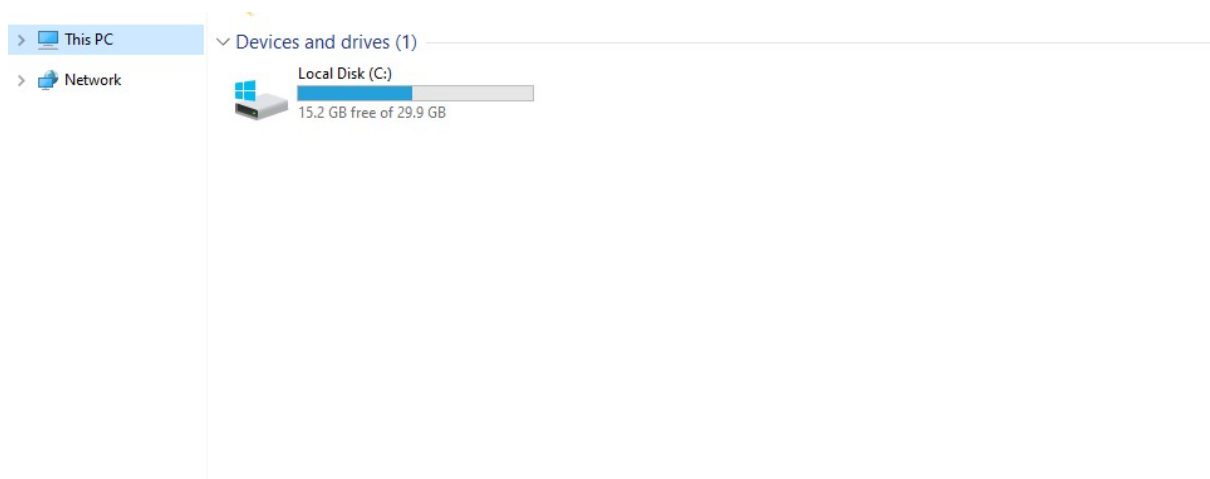 This PC
Network
Devices and drives (1)
Local Disk (C:)
15.2 GB free of 29.9 GB